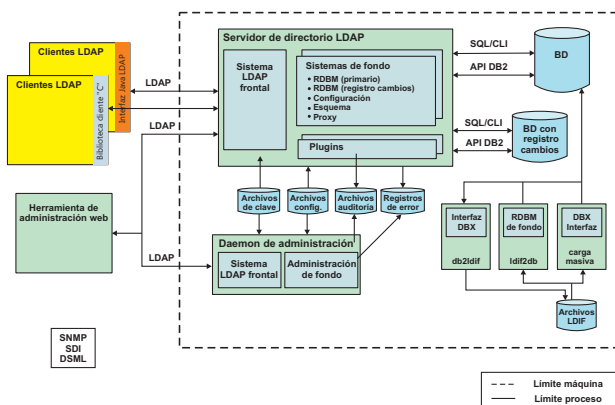 Clientes LDAP
Clientes LDAP
Biblioteca cliente "C"
Interfaz Java LDAP
LDAP
LDAP
LDAP
LDAP
Herramienta de
administración web
SNMP
SDI
DSML
Servidor de directorio LDAP
Sistema
LDAP
frontal
Sistemas de fondo
• RDBM (primario)
• RDBM (registro cambios)
• Configuración
• Esquema
• Proxy
Plugins
SQL/CLI
API DB2
BD
SQL/CLI
API DB2
BD con
registro
cambios
Archivos
de clave
Archivos
config.
Archivos
auditoría
Registros
de error
Daemon de administración
Sistema
LDAP frontal
Administración
de fondo
Interfaz
DBX
db2ldif
RDBM
de fondo
ldif2db
DBX
Interfaz
carga
masiva
Archivos
LDIF
Límite máquina
Límite proceso